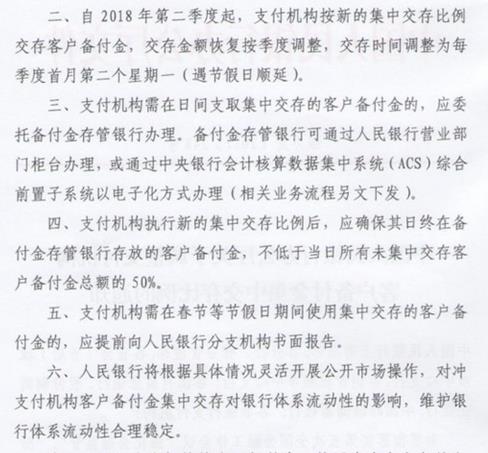 二、自 2018 年第二季度起，支付机构按新的集中交存比例
交存客户备付金，交存金额恢复按季度调整，交存时间调整为每
季度首月第二个星期一（遇节假日顺延）。
三、支付机构需在日间支取集中交存的客户备付金的，应委
托备付金存管银行办理。备付金存管银行可通过人民银行营业部
门柜台办理，或通过中央银行会计核算数据集中系统（ACS）综合
前置子系统以电子化方式办理（相关业务流程另文下发）。
四、支付机构执行新的集中交存比例后，应确保其日终在备
付金存管银行存放的客户备付金，不低于当日所有未集中交存客
户备付金总额的 50%。
五、支付机构需在春节等节假日期间使用集中交存的客户备
付金的，应提前向人民银行分支机构书面报告。
六、人民银行将根据具体情况灵活开展公开市场操作，对冲
支付机构客户备付金集中交存对银行体系流动性的影响，维护银
行体系流动性合理稳定。